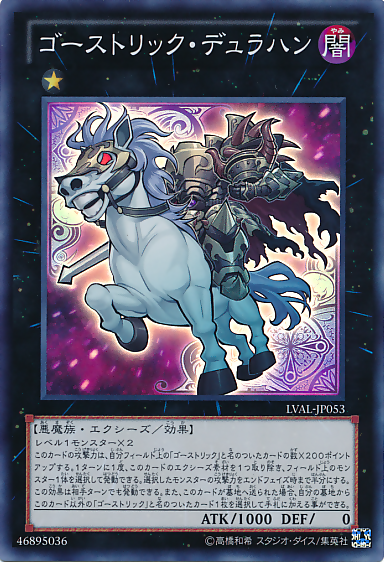 ゴーストリック・デュラハン
闇
LVAL-JP053
【悪魔族・エクシーズ/効果】
レベル1モンスター×2
このカードの攻撃力は、自分フィールド上の「ゴーストリック」と名のついたカードの数×200ポイント
アップする。1ターンに1度、このカードのエクシーズ素材を1つ取り除き、フィールド上のモンス
ター1体を選択して発動できる。選択したモンスターの攻撃力をエンドフェイズ時まで半分にする。
この効果は相手ターンでも発動できる。また、このカードが墓地へ送られた場合、自分の墓地から
このカード以外の「ゴーストリック」と名のついたカード1枚を選択して手札に加える事ができる。
ATK/1000 DEF/ 0
46895036 ©高橋和希 スタジオ・ダイス/集英社